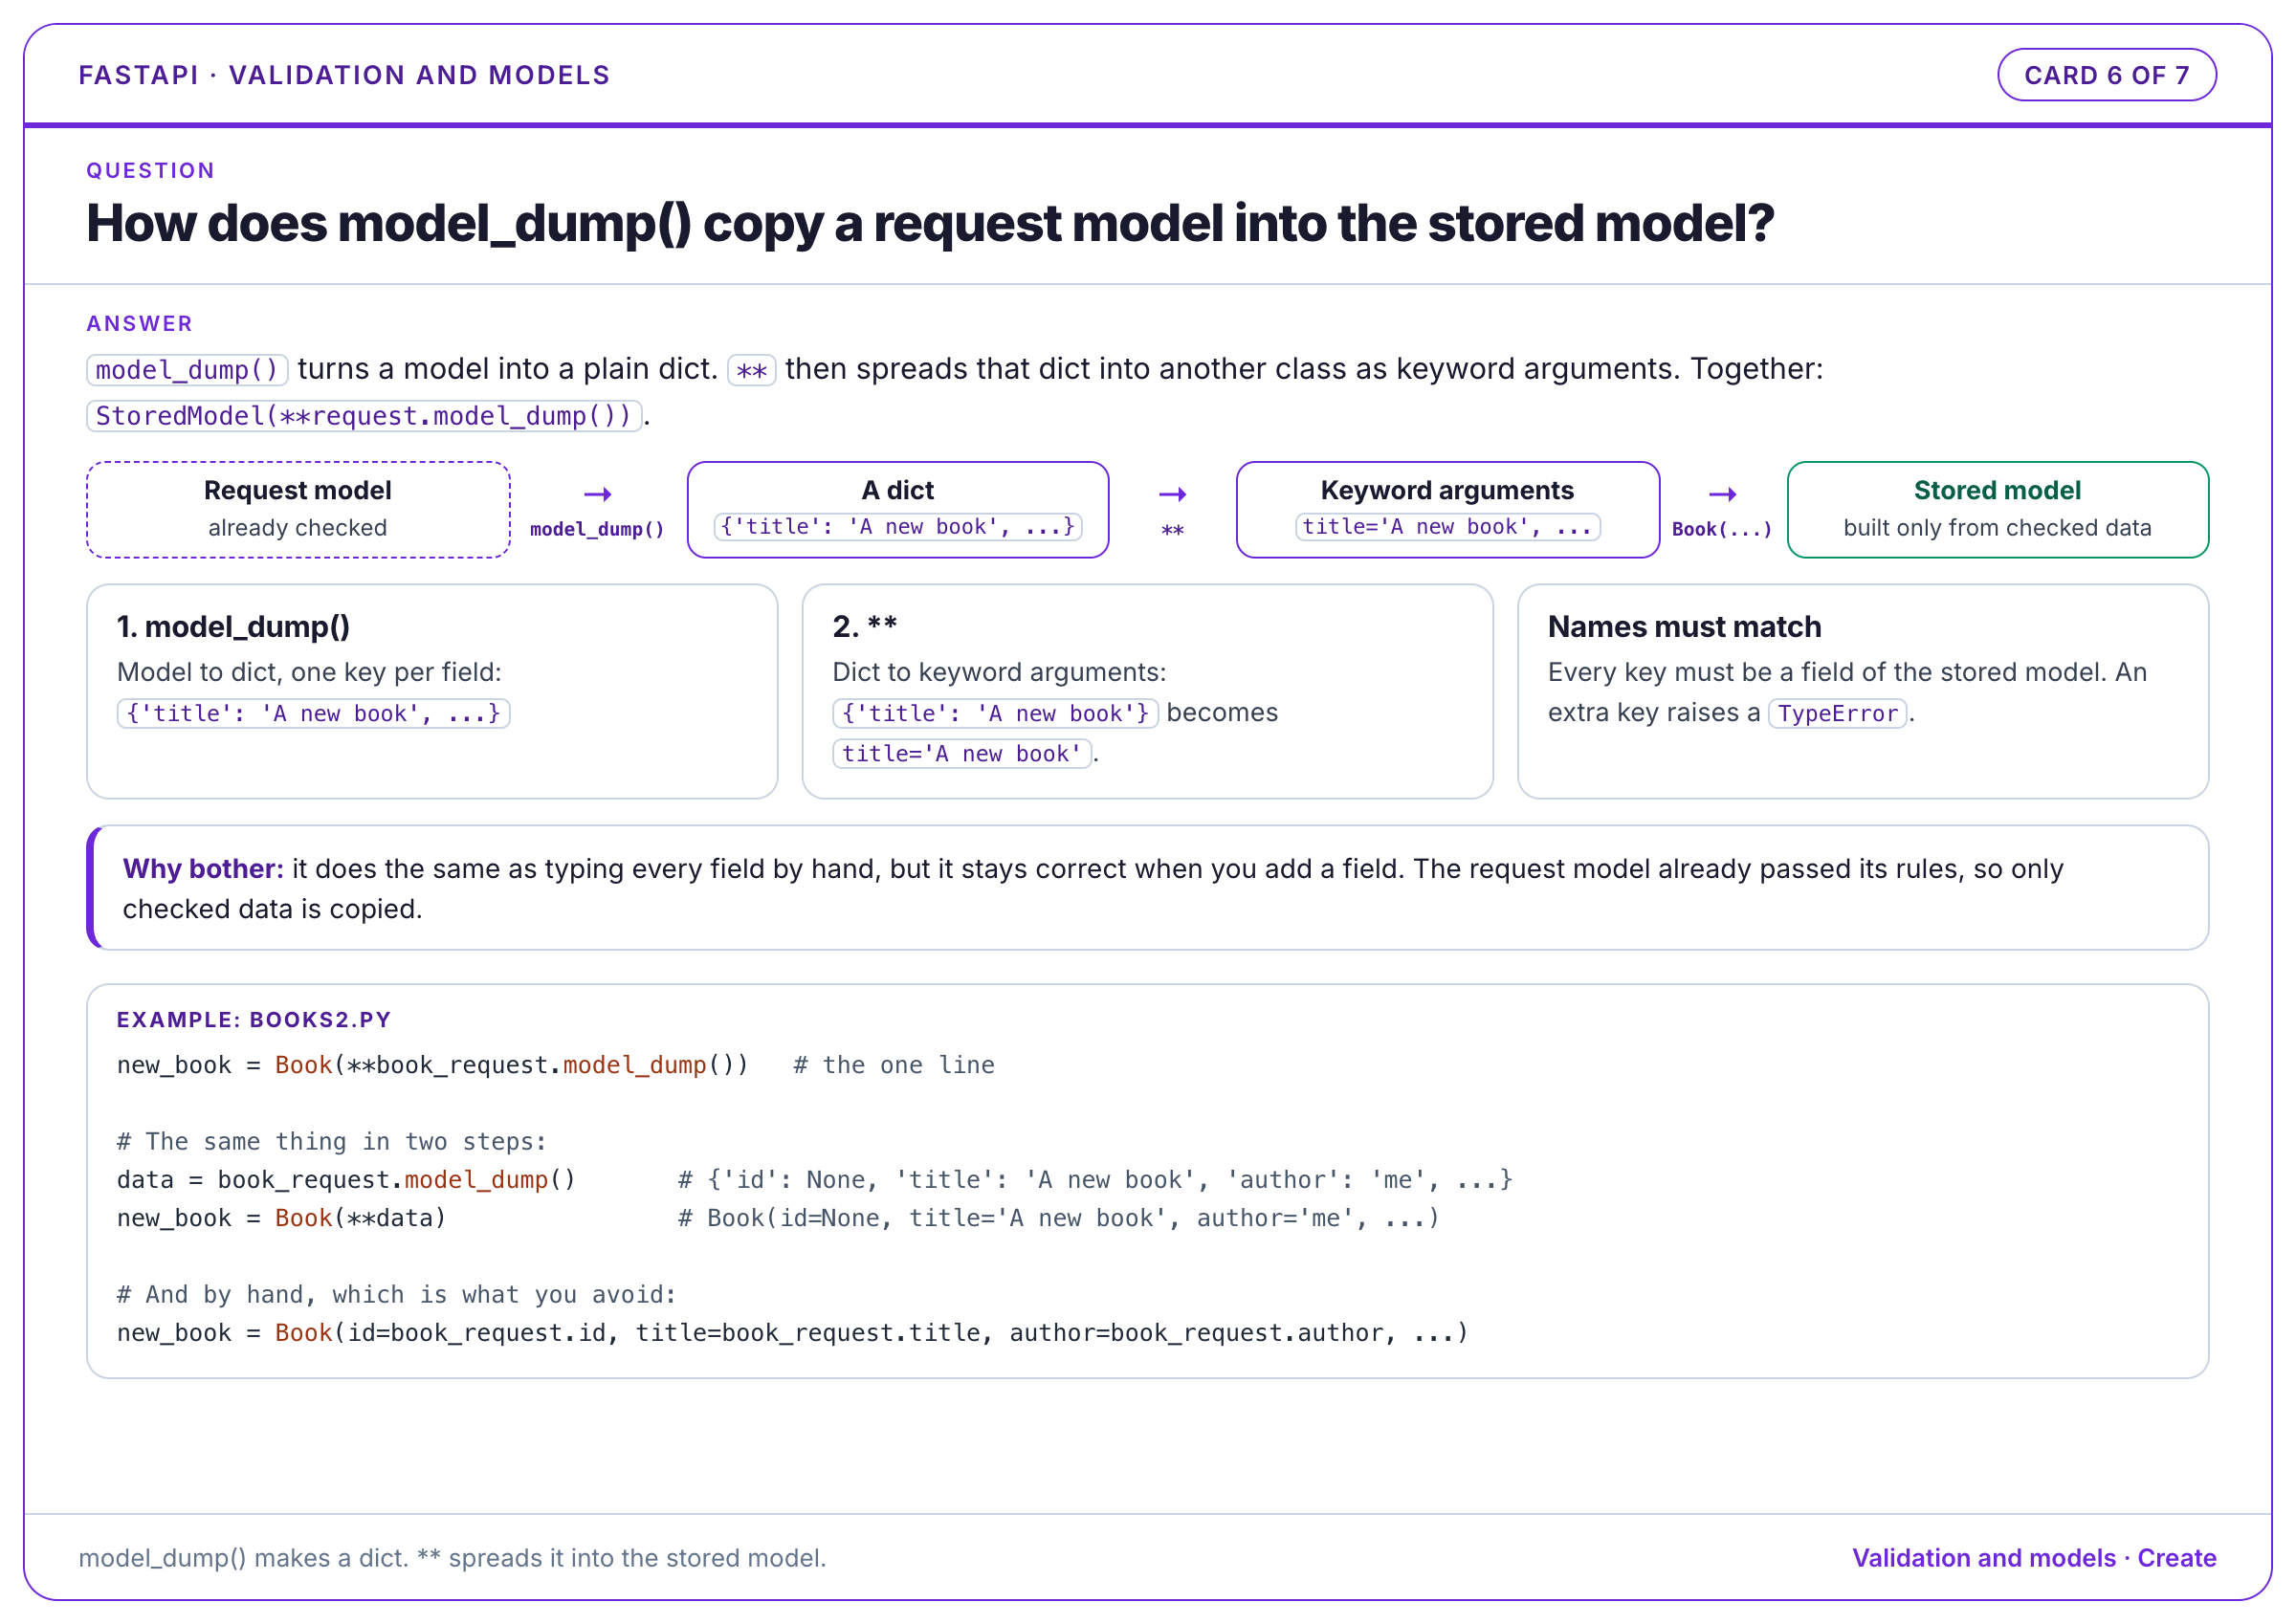 FASTAPI · VALIDATION AND MODELS
CARD 6 OF 7
QUESTION
How does model_dump() copy a request model into the stored model?
ANSWER
model_dump() turns a model into a plain dict. ** then spreads that dict into another class as keyword arguments. Together:
StoredModel(**request.model_dump()).
Request model
already checked
→
model_dump()
A dict
{'title': 'A new book', ...}
→
**
Keyword arguments
title='A new book', ...
→
Book(...)
Stored model
built only from checked data
1. model_dump()
Model to dict, one key per field:
{'title': 'A new book', ...}
2. **
Dict to keyword arguments:
{'title': 'A new book'} becomes
title='A new book'.
Names must match
Every key must be a field of the stored model. An
extra key raises a TypeError.
Why bother: it does the same as typing every field by hand, but it stays correct when you add a field. The request model already passed its rules, so only
checked data is copied.
EXAMPLE: BOOKS2.PY
new_book = Book(**book_request.model_dump())   # the one line
# The same thing in two steps:
data = book_request.model_dump()       # {'id': None, 'title': 'A new book', 'author': 'me', ...}
new_book = Book(**data)                # Book(id=None, title='A new book', author='me', ...)
# And by hand, which is what you avoid:
new_book = Book(id=book_request.id, title=book_request.title, author=book_request.author, ...)
model_dump() makes a dict. ** spreads it into the stored model.
Validation and models · Create